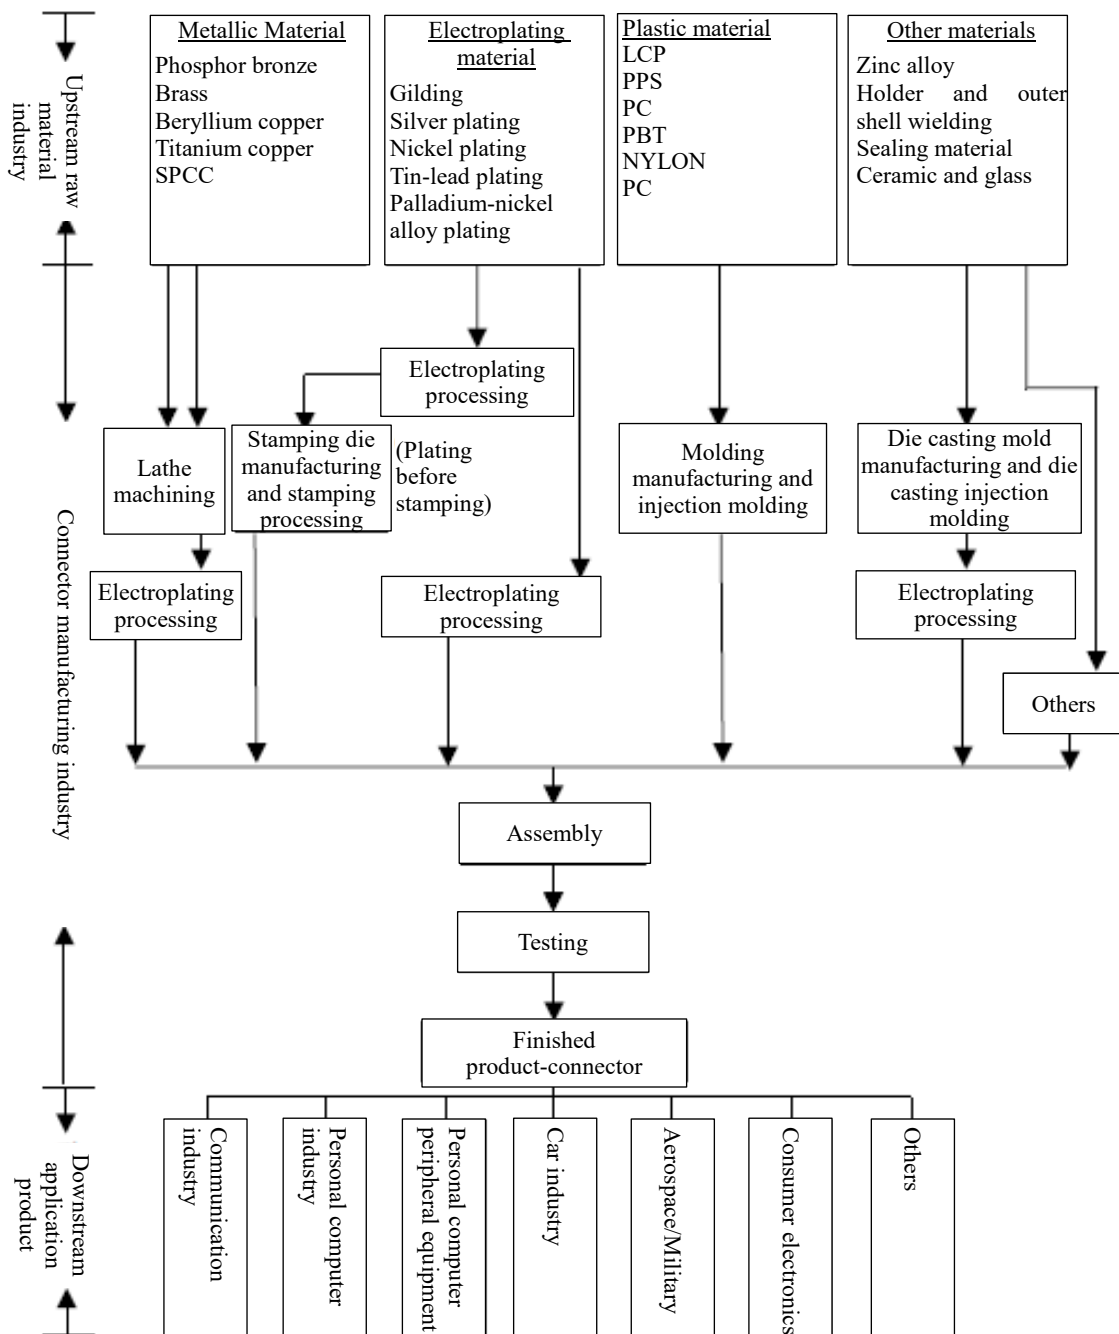 Upstream raw
material
industry
Metallic Material
Phosphor bronze
Brass
Beryllium copper
Titanium copper
SPCC
Electroplating
material
Gilding
Silver plating
Nickel plating
Tin-lead plating
Palladium-nickel
alloy plating
Plastic material
LCP
PPS
PC
PBT
NYLON
PC
Other materials
Zinc alloy
Holder and outer
shell wielding
Sealing material
Ceramic and glass
Connector manufacturing industry
Electroplating
processing
Lathe
machining
Stamping die
manufacturing
and stamping
processing
(Plating
before
stamping)
Molding
manufacturing and
injection molding
Die casting mold
manufacturing and die
casting injection
molding
Electroplating
processing
Electroplating
processing
Electroplating
processing
Others
Assembly
Testing
Finished
product-connector
Downstream
application
product
Communication
industry
Personal computer
industry
Personal computer
peripheral equipment
Car industry
Aerospace/Military
Consumer electronics
Others